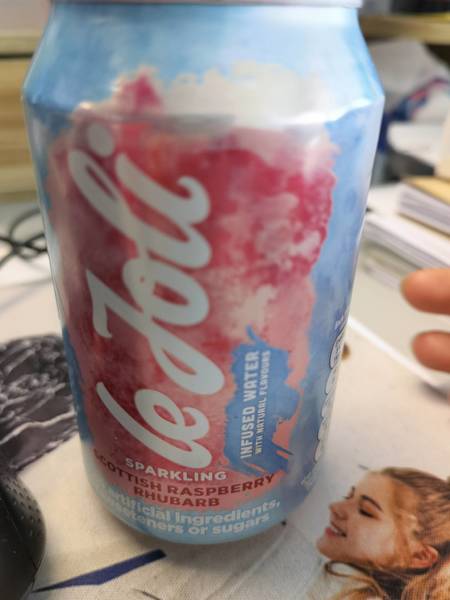 le Joli
INFUSED WATER
WITH NATURAL FLAVOURS
SPARKLING
SCOTTISH RASPBERRY
RHUBARB
artificial ingredients,
sweeteners or sugars